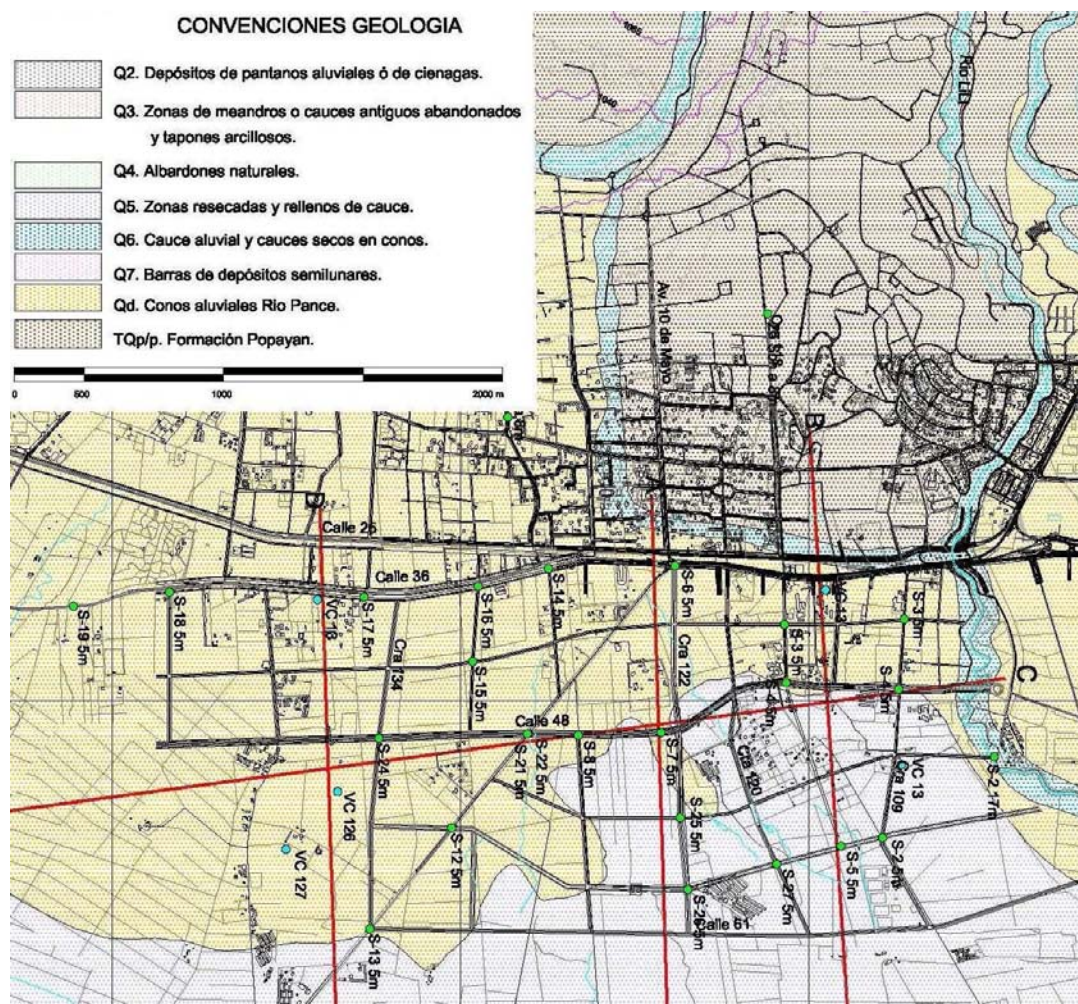 CONVENCIONES GEOLOGIA
Q2. Depósitos de pantanos aluviales ó de cienagas.
Q3. Zonas de meandros o cauces antiguos abandonados
y tapones arcillosos.
Q4. Albardones naturales.
Q5. Zonas resecadas y rellenos de cauce.
Q6. Cauce aluvial y cauces secos en conos.
Q7. Barras de depósitos semilunares.
Qd. Conos aluviales Rio Pance.
TQp/p. Formación Popayan.
0 500 1000 2000 m
Rio Lili
Av. 10 de Mayo
B
D
C
Calle 25
Calle 36
S-19 5m
S-18 5m
VC 18
S-17 5m
Cra 134
S-16 5m
S-15 5m
S-14 5m
S-6 5m
Cra 122
S-3 5m
Calle 48
S-24 5m
S-21 5m
S-22 5m
S-8 5m
S-7 5m
VC 13
Cra 109
S-2 17m
VC 126
VC 127
S-12 5m
S-13 5m
S-25 5m
S-27 5m
S-5 5m
S-2 5m
Calle 61